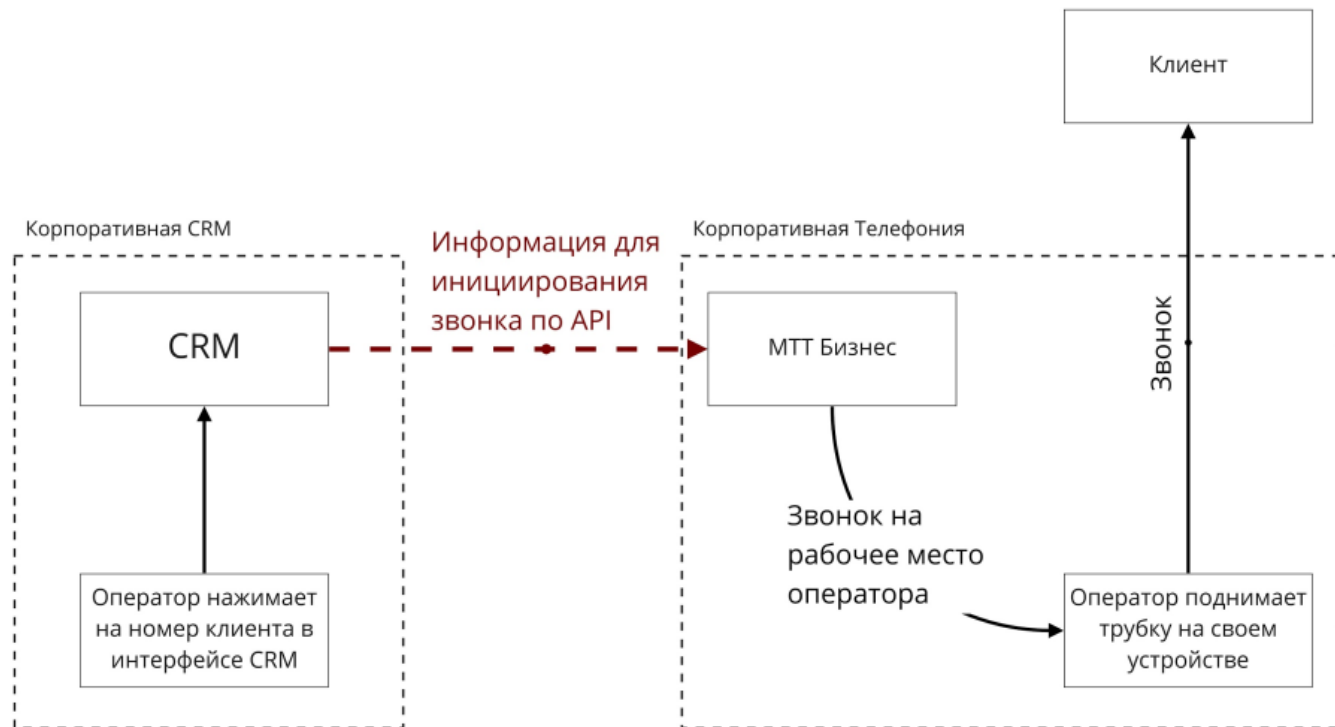 Клиент
Корпоративная CRM
Информация для
инициирования
звонка по API
Корпоративная Телефония
CRM
МТТ Бизнес
Звонок
Звонок на
рабочее место
оператора
Оператор нажимает
на номер клиента в
интерфейсе CRM
Оператор поднимает
трубку на своем
устройстве